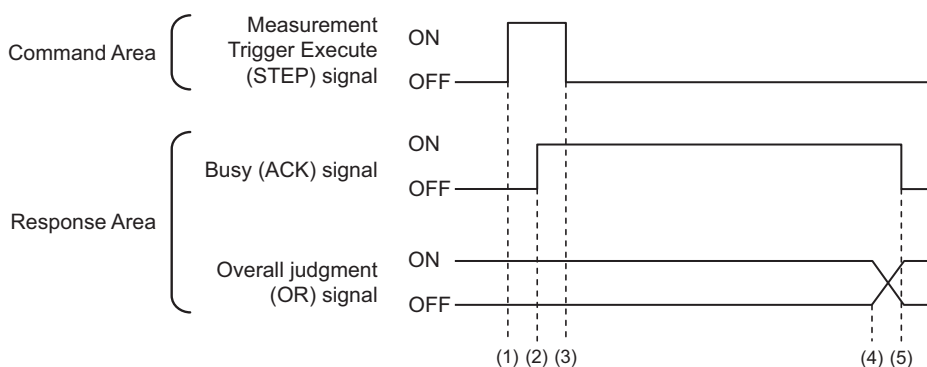 Command Area
Measurement
Trigger Execute
(STEP) signal
ON
OFF
Response Area
Busy (ACK) signal
ON
OFF
Overall judgment
(OR) signal
ON
OFF
(1) (2) (3) (4) (5)